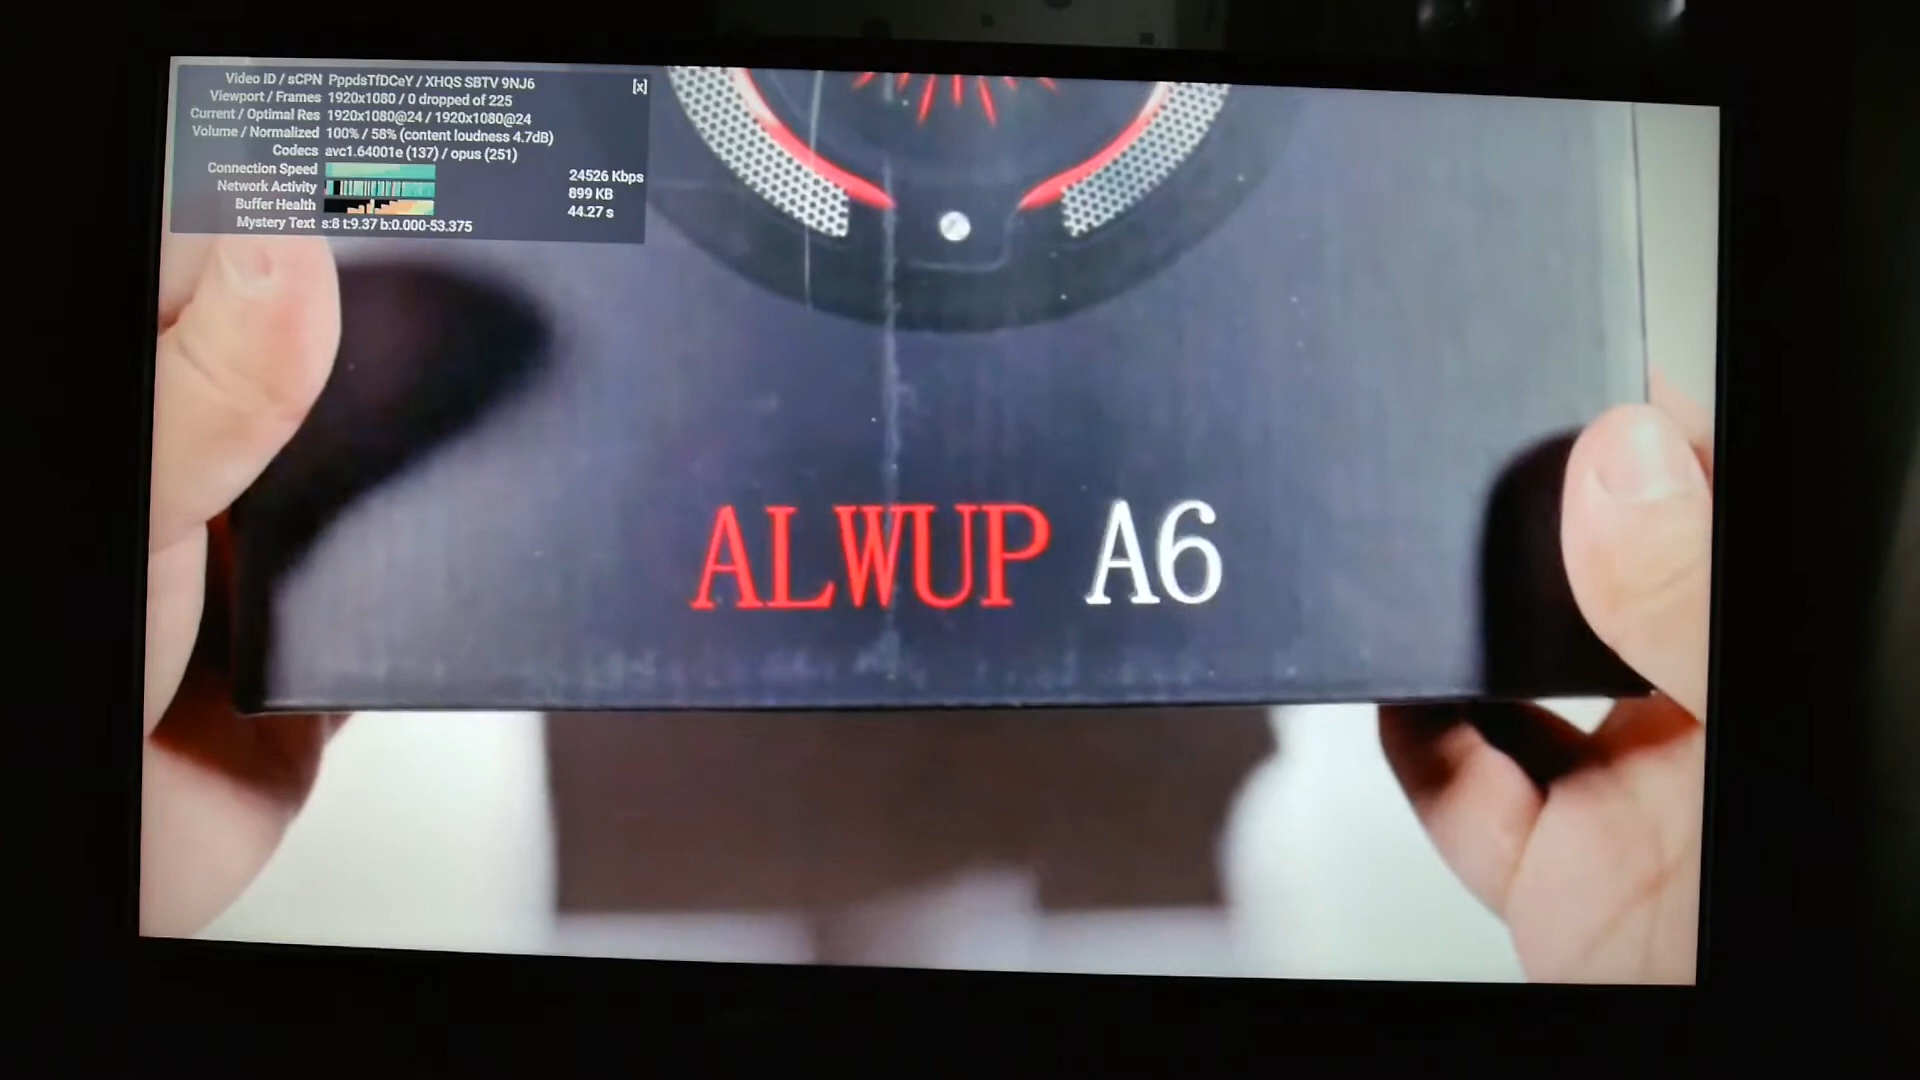 Video ID / sCPN PppdsTfDCeY / XHQS SBTV 9NJ6 [x]
Viewport / Frames 1920x1080 / 0 dropped of 225
Current / Optimal Res 1920x1080@24 / 1920x1080@24
Volume / Normalized 100% / 58% (content loudness 4.7dB)
Codecs avc1.64001e (137) / opus (251)
Connection Speed 24526 Kbps
Network Activity 899 KB
Buffer Health 44.27 s
Mystery Text s:8 t:9.37 b:0.000-53.375
ALWUP A6